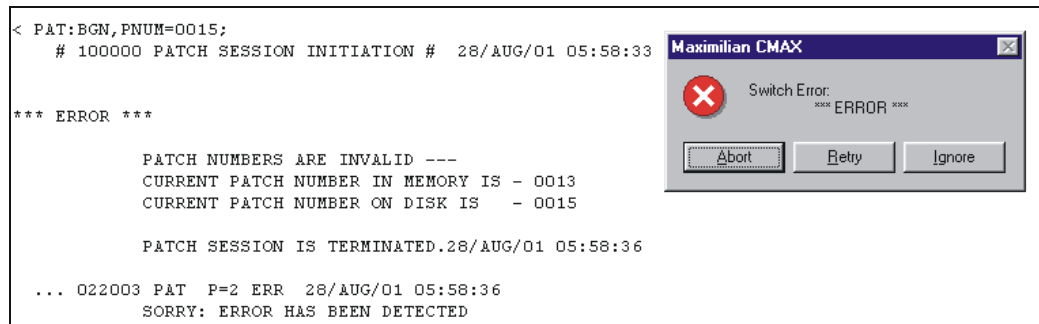 < PAT:BGN,PNUM=0015;
# 100000 PATCH SESSION INITIATION # 28/AUG/01 05:58:33
*** ERROR ***
PATCH NUMBERS ARE INVALID ---
CURRENT PATCH NUMBER IN MEMORY IS - 0013
CURRENT PATCH NUMBER ON DISK IS - 0015
PATCH SESSION IS TERMINATED.28/AUG/01 05:58:36
... 022003 PAT P=2 ERR 28/AUG/01 05:58:36
SORRY: ERROR HAS BEEN DETECTED
Maximilian CMAX
Switch Error:
*** ERROR ***
Abort
Retry
Ignore